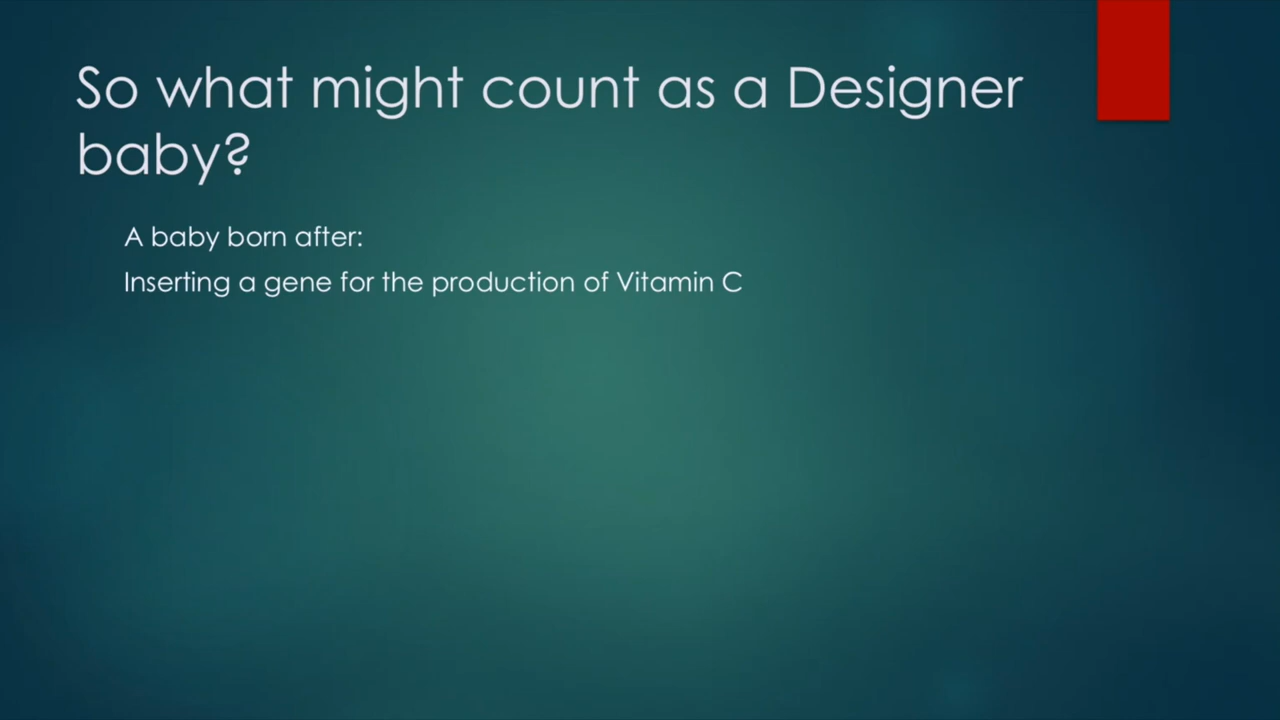 So what might count as a Designer
baby?
A baby born after:
Inserting a gene for the production of Vitamin C